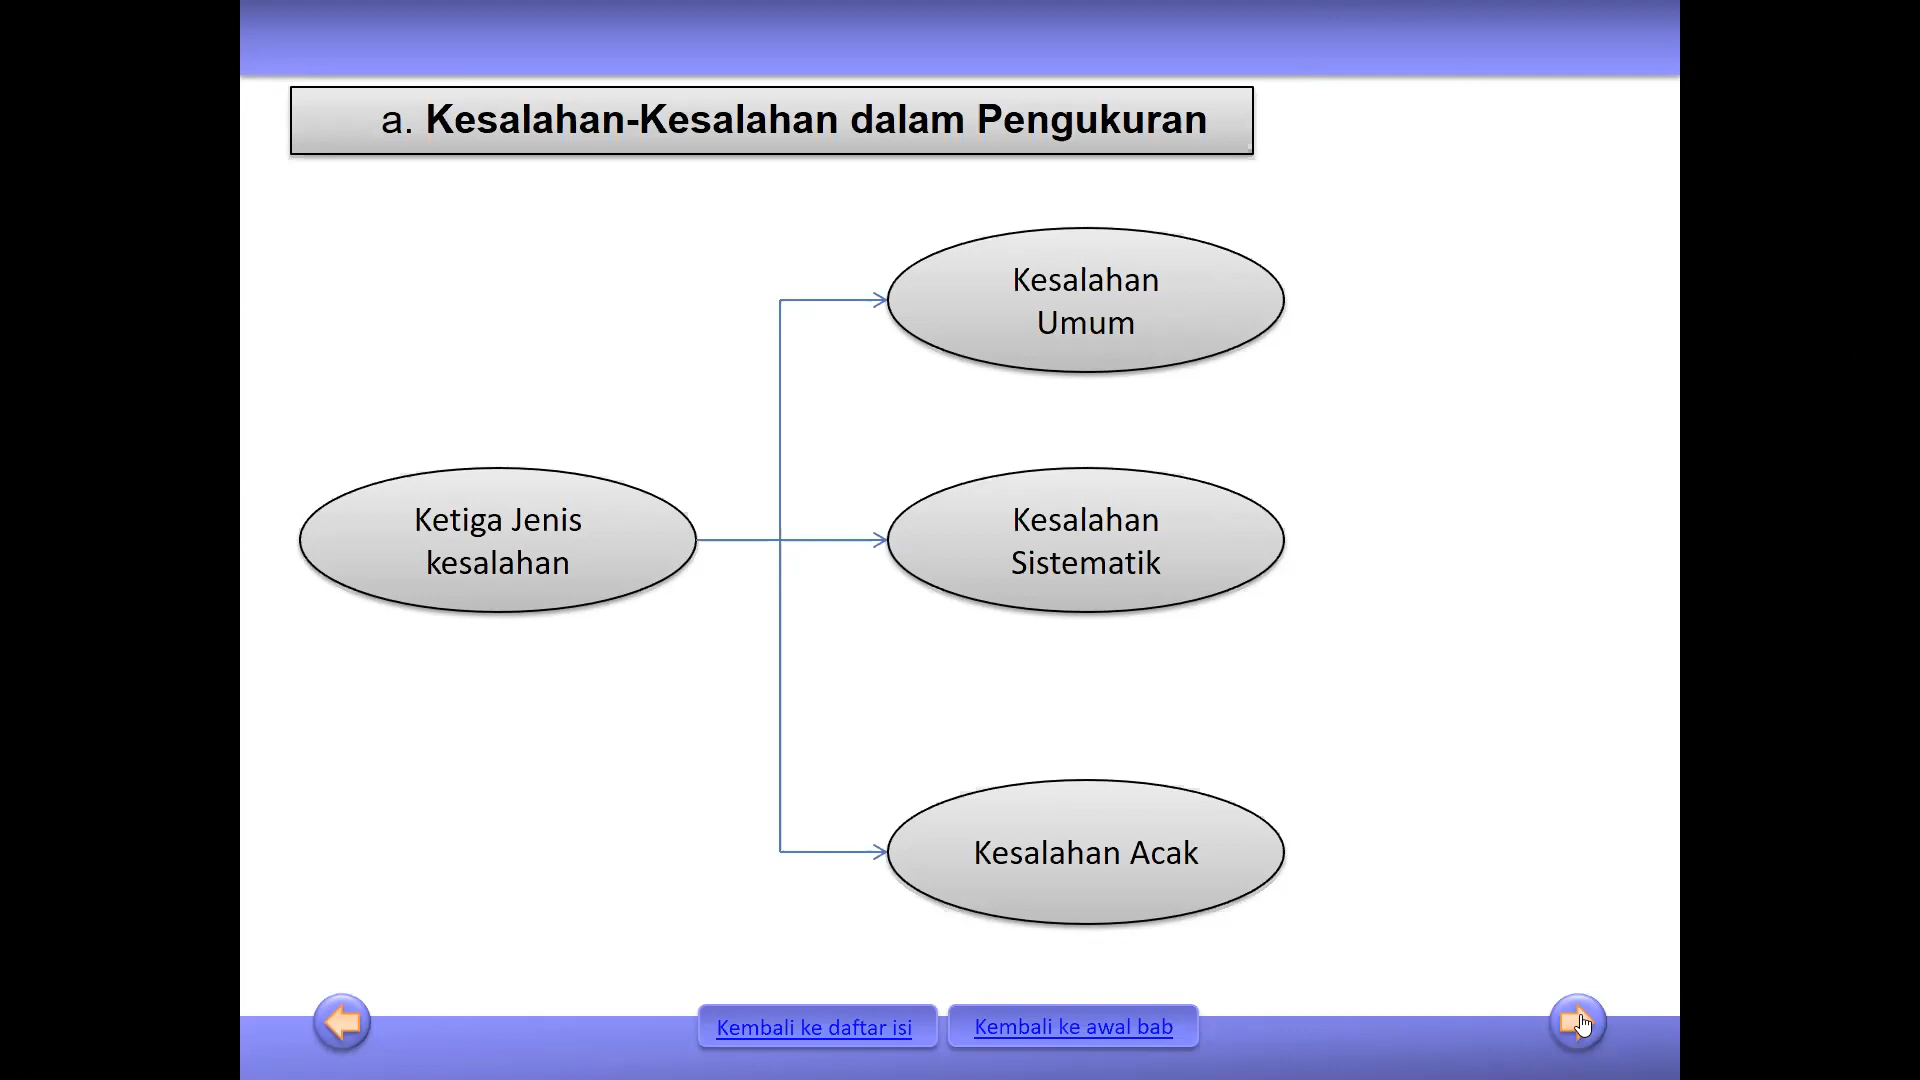 a. Kesalahan-Kesalahan dalam Pengukuran
Kesalahan
Umum
Ketiga Jenis
kesalahan
Kesalahan
Sistematik
Kesalahan Acak
Kembali ke daftar isi
Kembali ke awal bab